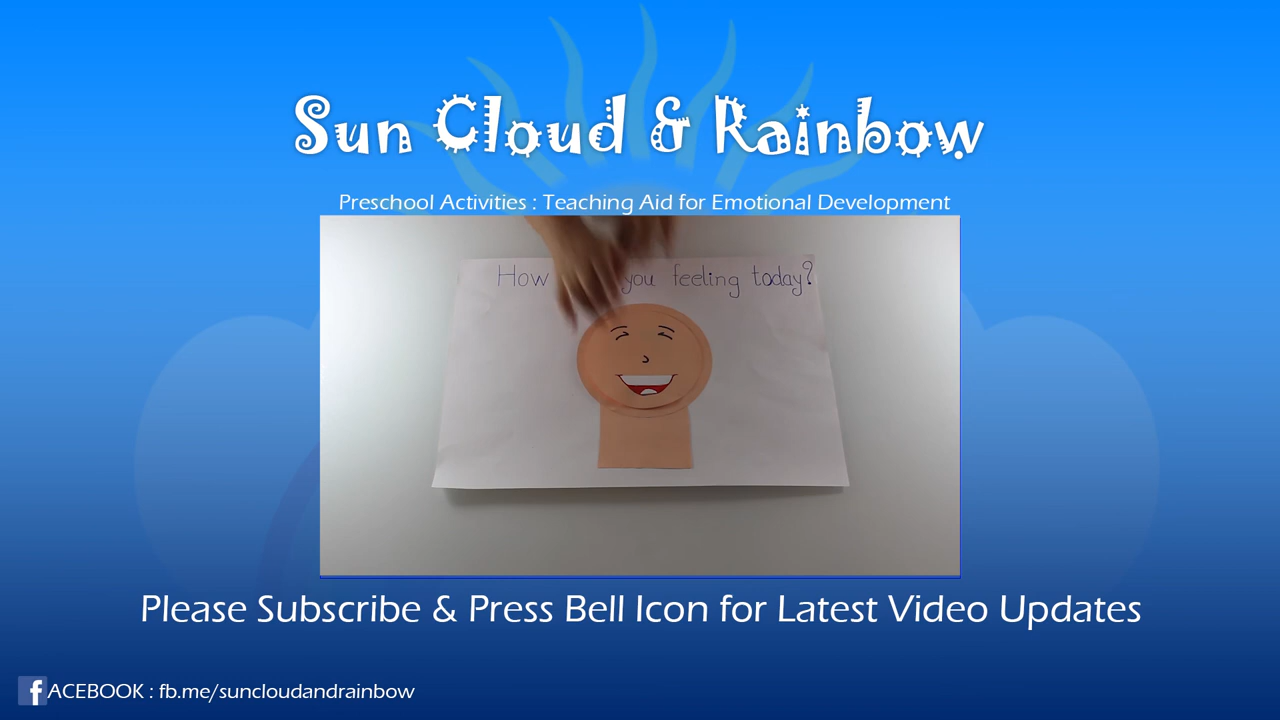 Sun Cloud & Rainbow
Preschool Activities : Teaching Aid for Emotional Development
How you feeling today?
Please Subscribe & Press Bell Icon for Latest Video Updates
fACEBOOK : fb.me/suncloudandrainbow